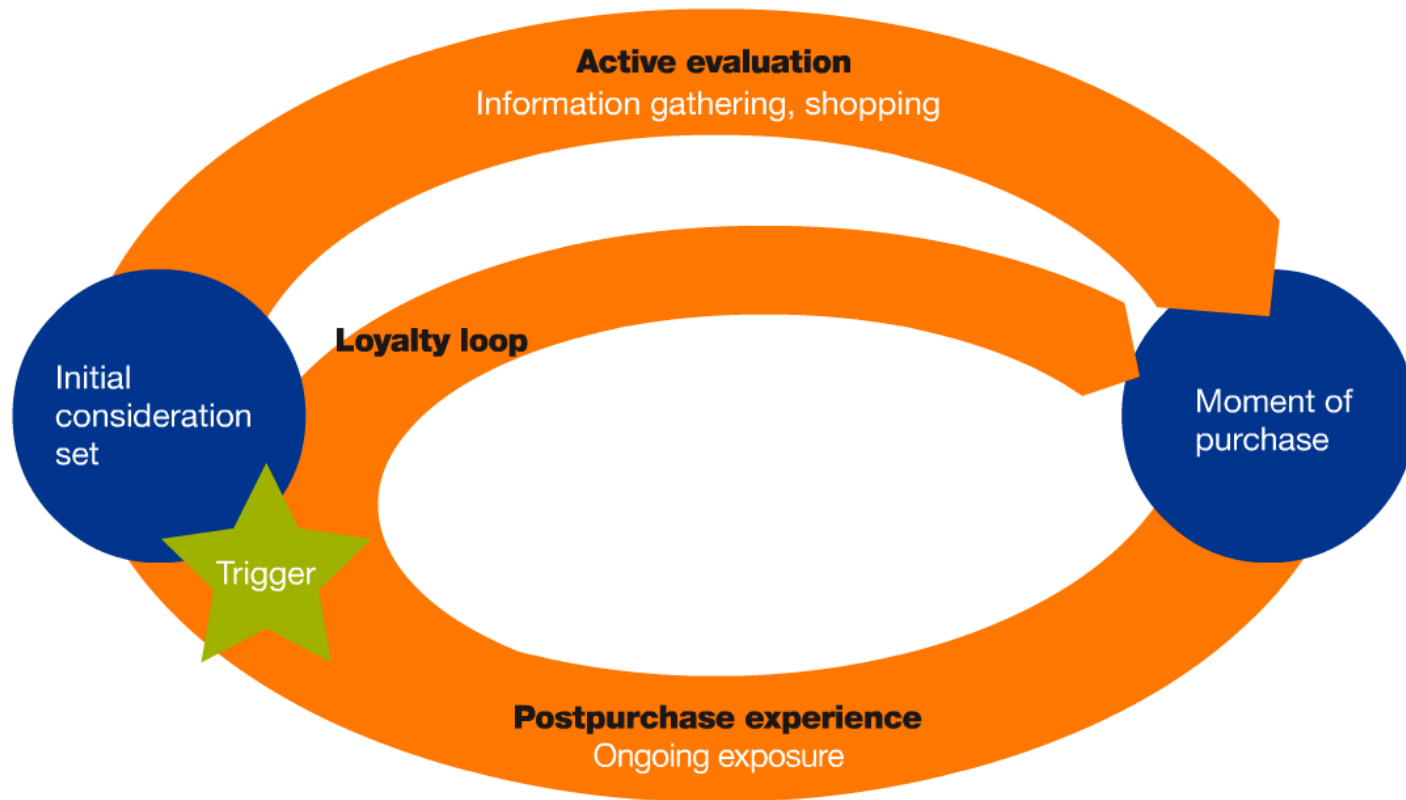 Active evaluation
Information gathering, shopping
Loyalty loop
Initial
consideration
set
Moment of
purchase
Trigger
Postpurchase experience
Ongoing exposure